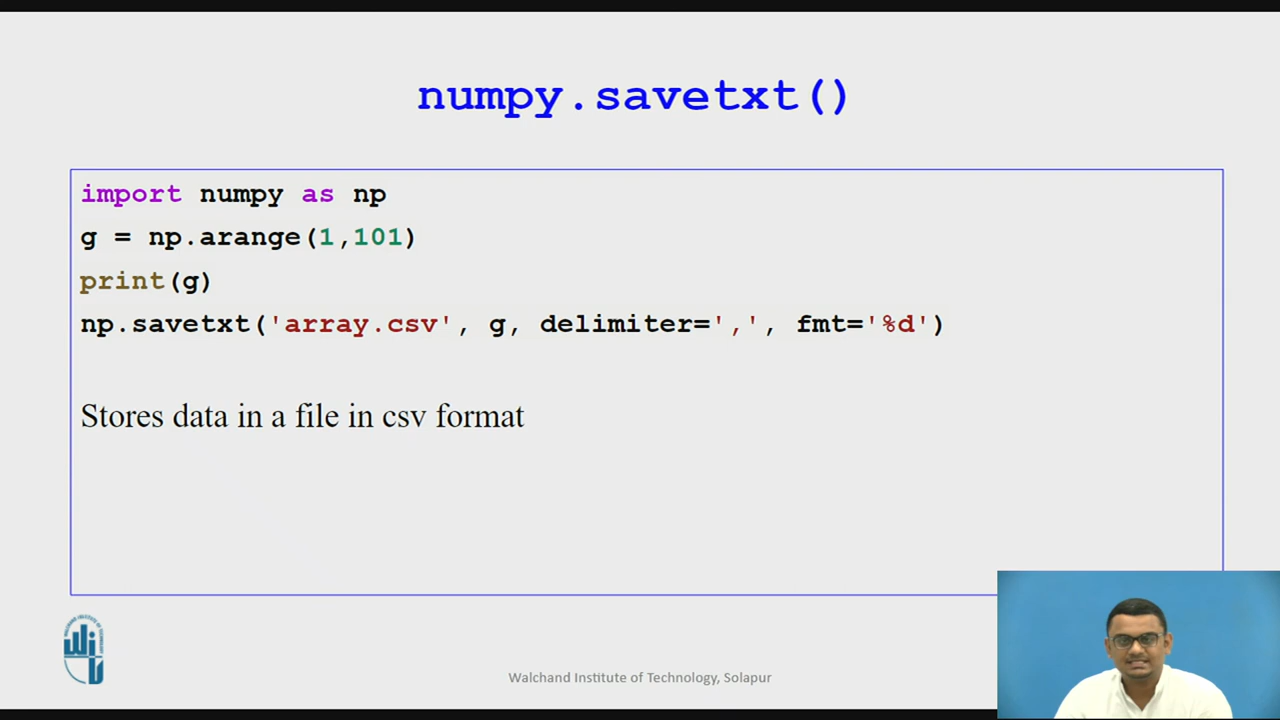 numpy.savetxt()
import numpy as np
g = np.arange(1,101)
print(g)
np.savetxt('array.csv', g, delimiter=',', fmt='%d')
Stores data in a file in csv format
Walchand Institute of Technology, Solapur